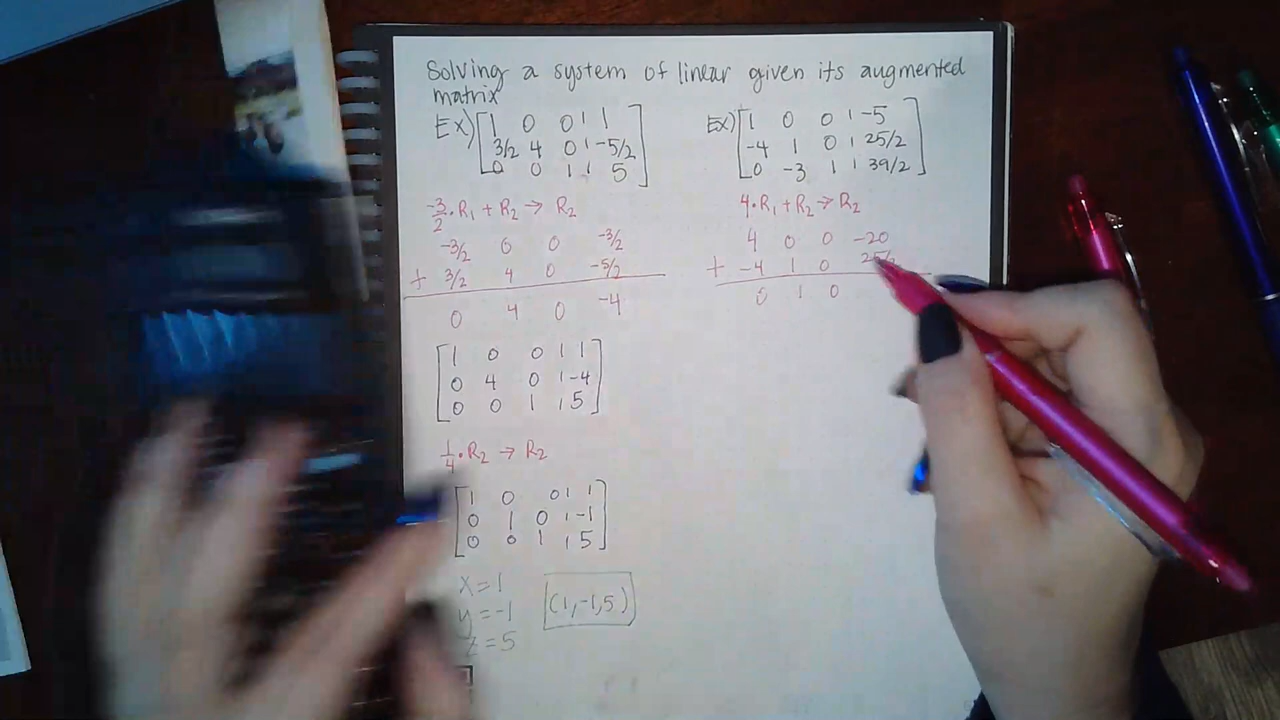 Solving a system of linear given its augmented
matrix
Ex) [1 0 0 | 1
3/2 4 0 | -5/2
0 0 1 | 5]
-3/2 · R1 + R2 → R2
-3/2 0 0 -3/2
+ 3/2 4 0 -5/2
0 4 0 -4
[1 0 0 | 1
0 4 0 | -4
0 0 1 | 5]
1/4 · R2 → R2
[1 0 0 | 1
0 1 0 | -1
0 0 1 | 5]
x = 1
y = -1
z = 5
(1, -1, 5)
Ex) [1 0 0 | -5
-4 1 0 | 25/2
0 -3 1 | 39/2]
4 · R1 + R2 → R2
4 0 0 -20
+ -4 1 0 25/2
0 1 0